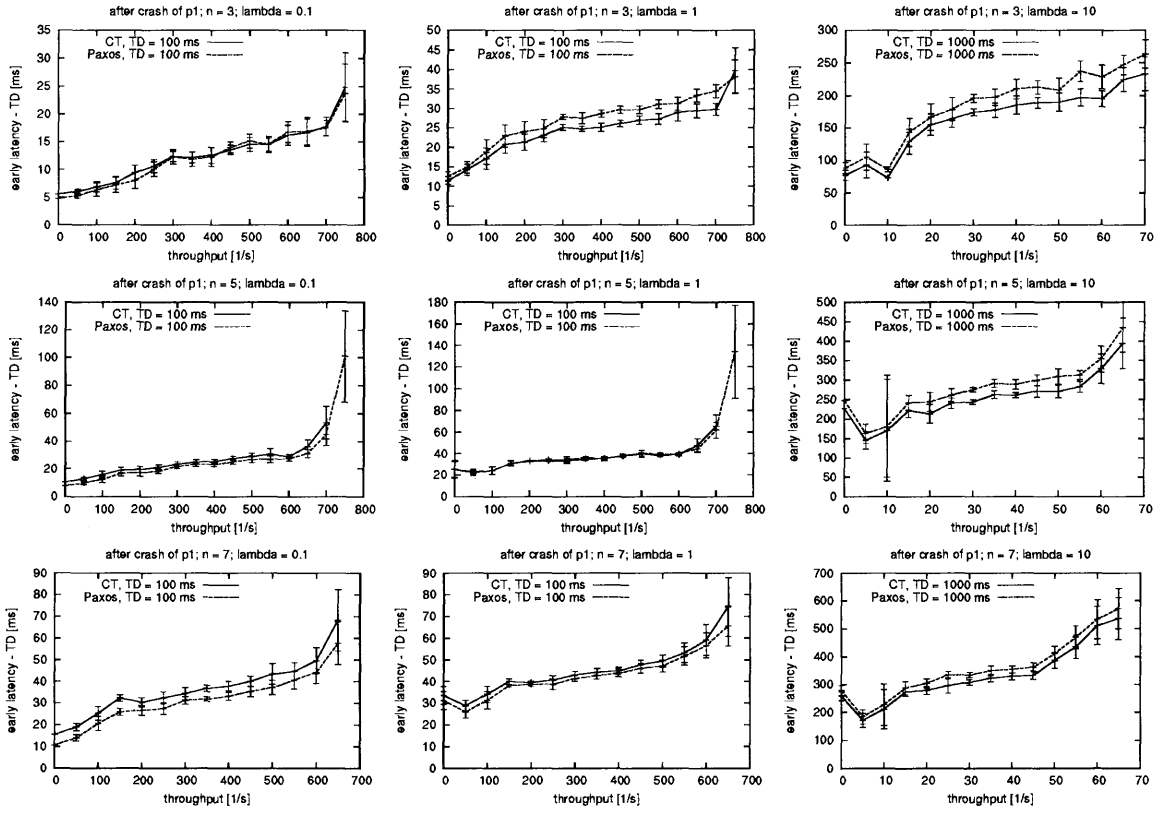 after crash of p1; n = 3; lambda = 0.1
early latency - TD [ms]
35
30
25
20
15
10
5
0
CT, TD = 100 ms
Paxos, TD = 100 ms
0 100 200 300 400 500 600 700 800
throughput [1/s]
after crash of p1; n = 3; lambda = 1
early latency - TD [ms]
50
45
40
35
30
25
20
15
10
5
0
CT, TD = 100 ms
Paxos, TD = 100 ms
0 100 200 300 400 500 600 700 800
throughput [1/s]
after crash of p1; n = 3; lambda = 10
early latency - TD [ms]
300
250
200
150
100
50
0
CT, TD = 1000 ms
Paxos, TD = 1000 ms
0 10 20 30 40 50 60 70
throughput [1/s]
after crash of p1; n = 5; lambda = 0.1
early latency - TD [ms]
140
120
100
80
60
40
20
0
CT, TD = 100 ms
Paxos, TD = 100 ms
0 100 200 300 400 500 600 700 800
throughput [1/s]
after crash of p1; n = 5; lambda = 1
early latency - TD [ms]
180
160
140
120
100
80
60
40
20
0
CT, TD = 100 ms
Paxos, TD = 100 ms
0 100 200 300 400 500 600 700 800
throughput [1/s]
after crash of p1; n = 5; lambda = 10
early latency - TD [ms]
500
450
400
350
300
250
200
150
100
50
0
CT, TD = 1000 ms
Paxos, TD = 1000 ms
0 10 20 30 40 50 60 70
throughput [1/s]
after crash of p1; n = 7; lambda = 0.1
early latency - TD [ms]
90
80
70
60
50
40
30
20
10
0
CT, TD = 100 ms
Paxos, TD = 100 ms
0 100 200 300 400 500 600 700
throughput [1/s]
after crash of p1; n = 7; lambda = 1
early latency - TD [ms]
90
80
70
60
50
40
30
20
10
0
CT, TD = 100 ms
Paxos, TD = 100 ms
0 100 200 300 400 500 600 700
throughput [1/s]
after crash of p1; n = 7; lambda = 10
early latency - TD [ms]
700
600
500
400
300
200
100
0
CT, TD = 1000 ms
Paxos, TD = 1000 ms
0 10 20 30 40 50 60 70
throughput [1/s]